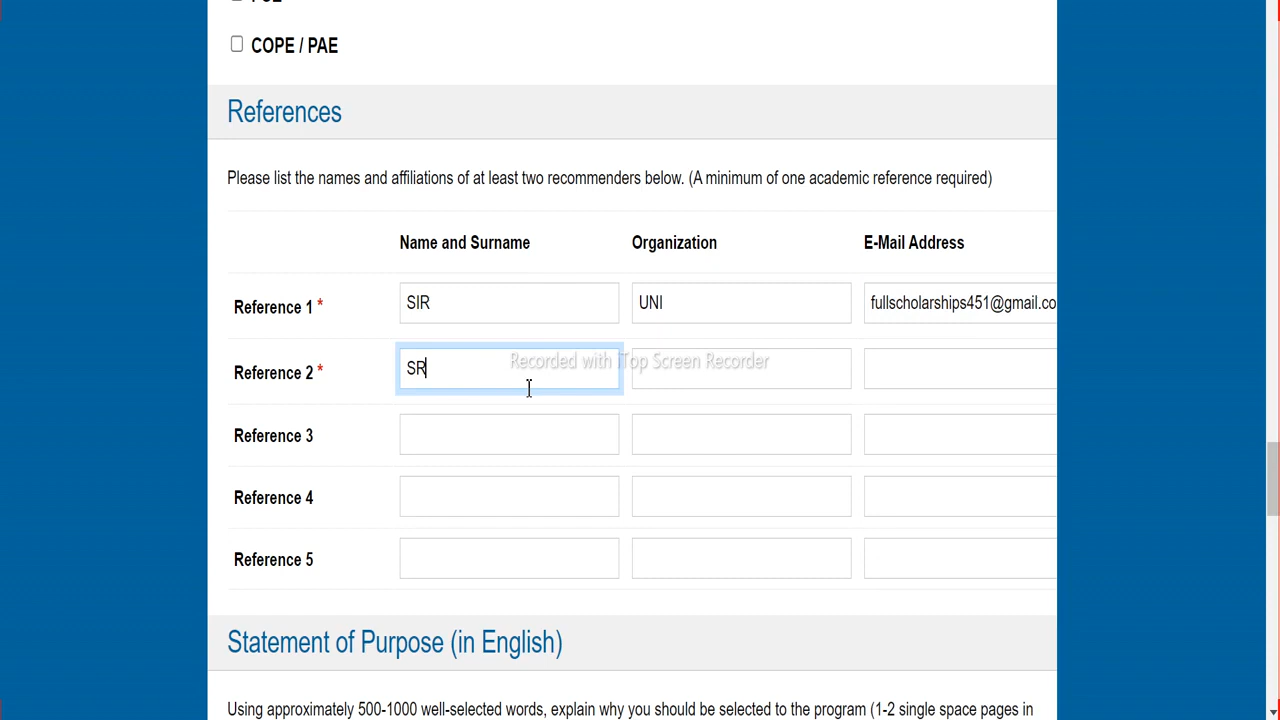 COPE / PAE
References
Please list the names and affiliations of at least two recommenders below. (A minimum of one academic reference required)
Name and Surname Organization E-Mail Address
Reference 1 * SIR UNI fullscholarships451@gmail.co
Reference 2 * SR
Recorded with iTop Screen Recorder
Reference 3
Reference 4
Reference 5
Statement of Purpose (in English)
Using approximately 500-1000 well-selected words, explain why you should be selected to the program (1-2 single space pages in